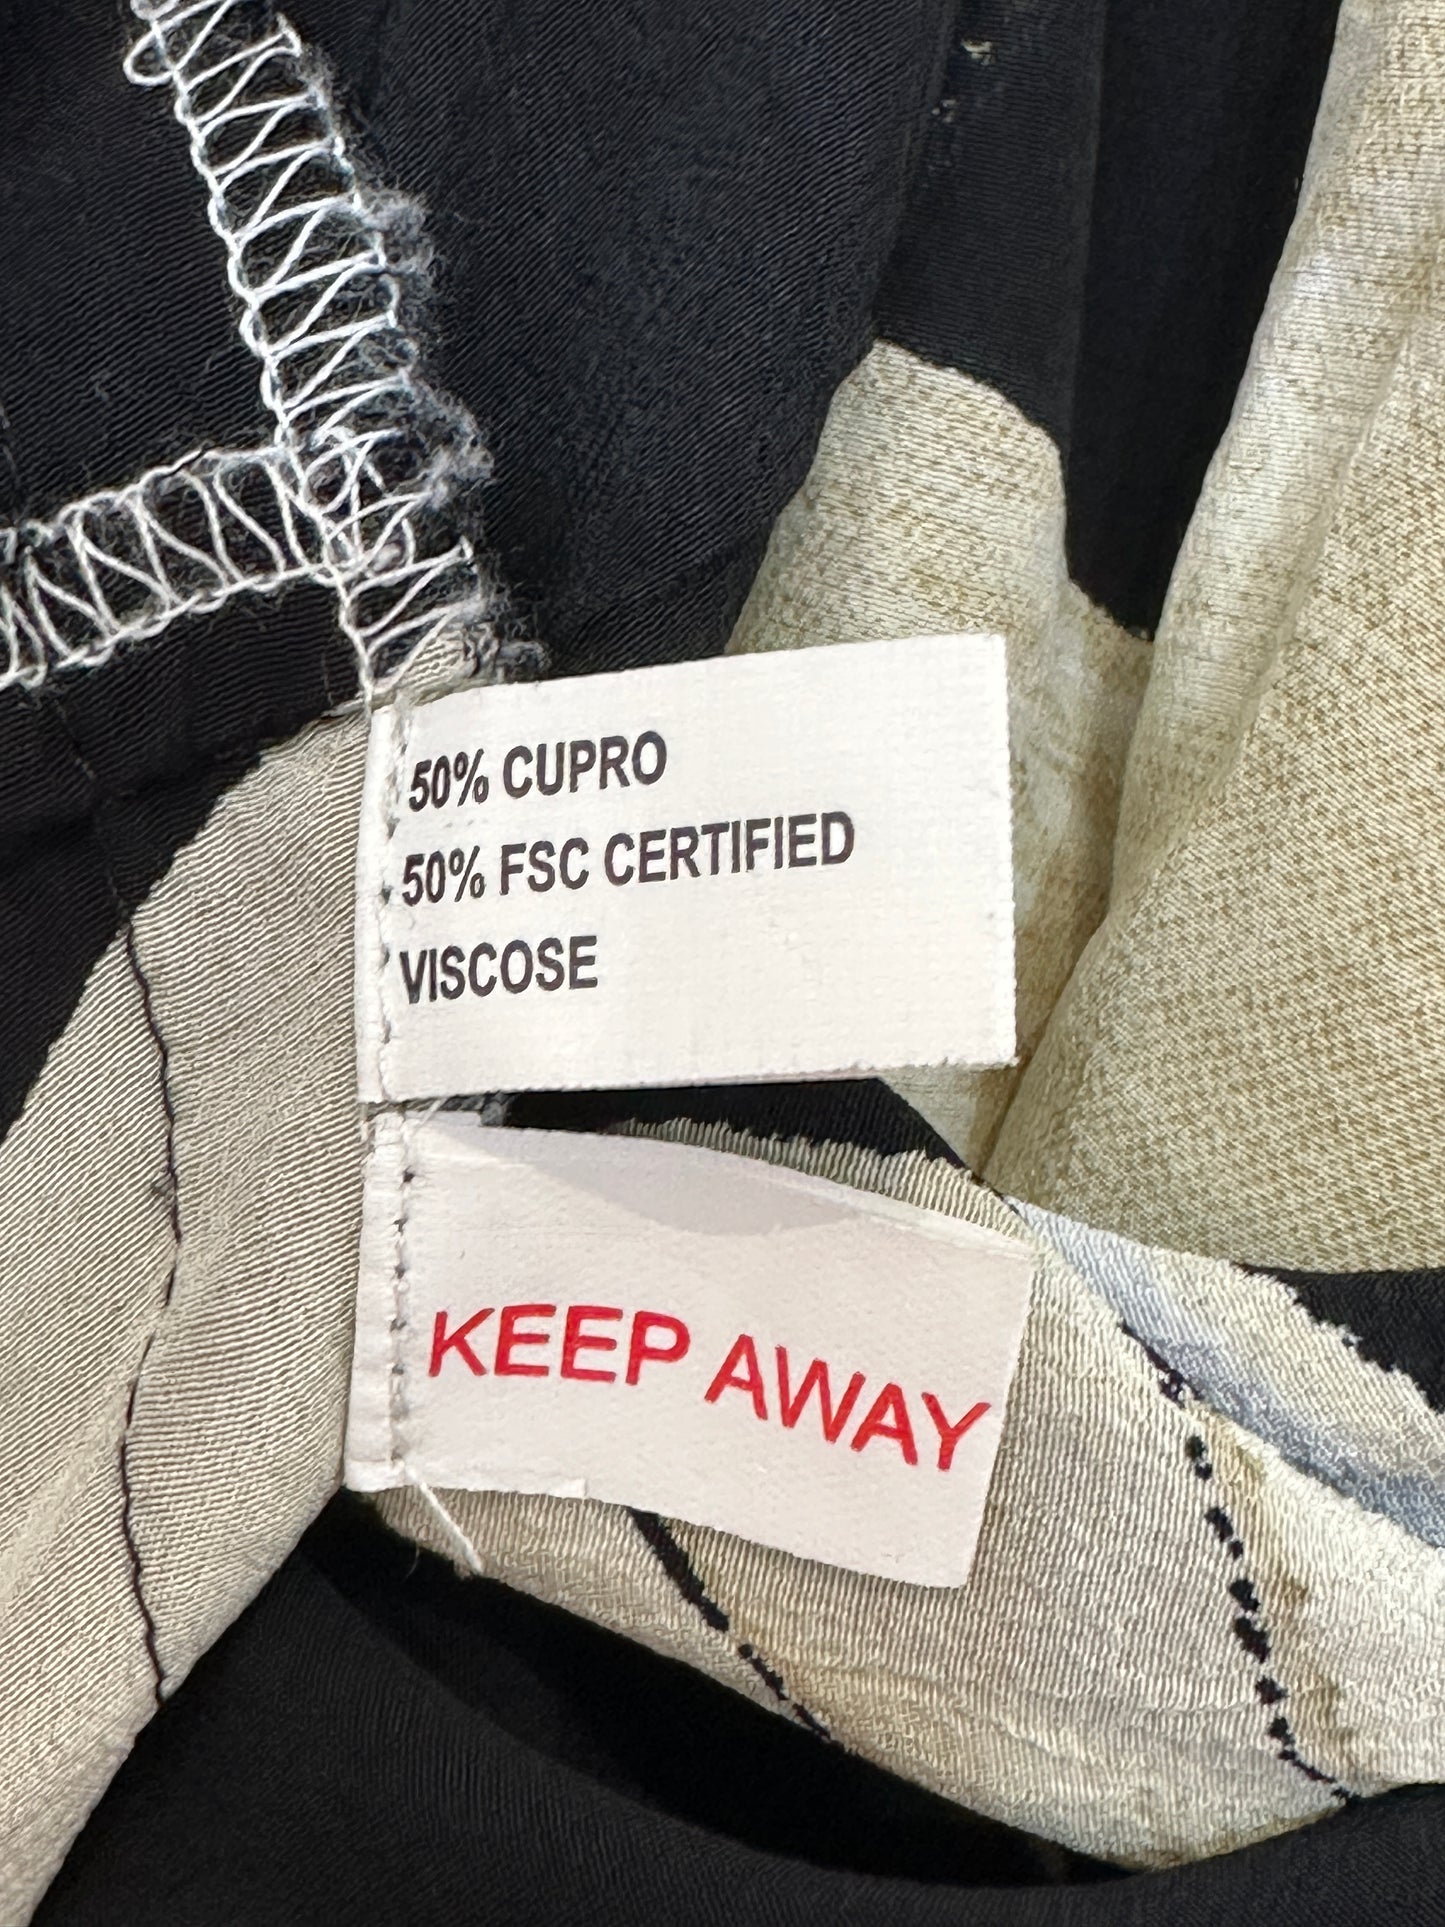 50% CUPRO
50% FSC CERTIFIED
VISCOSE
KEEP AWAY